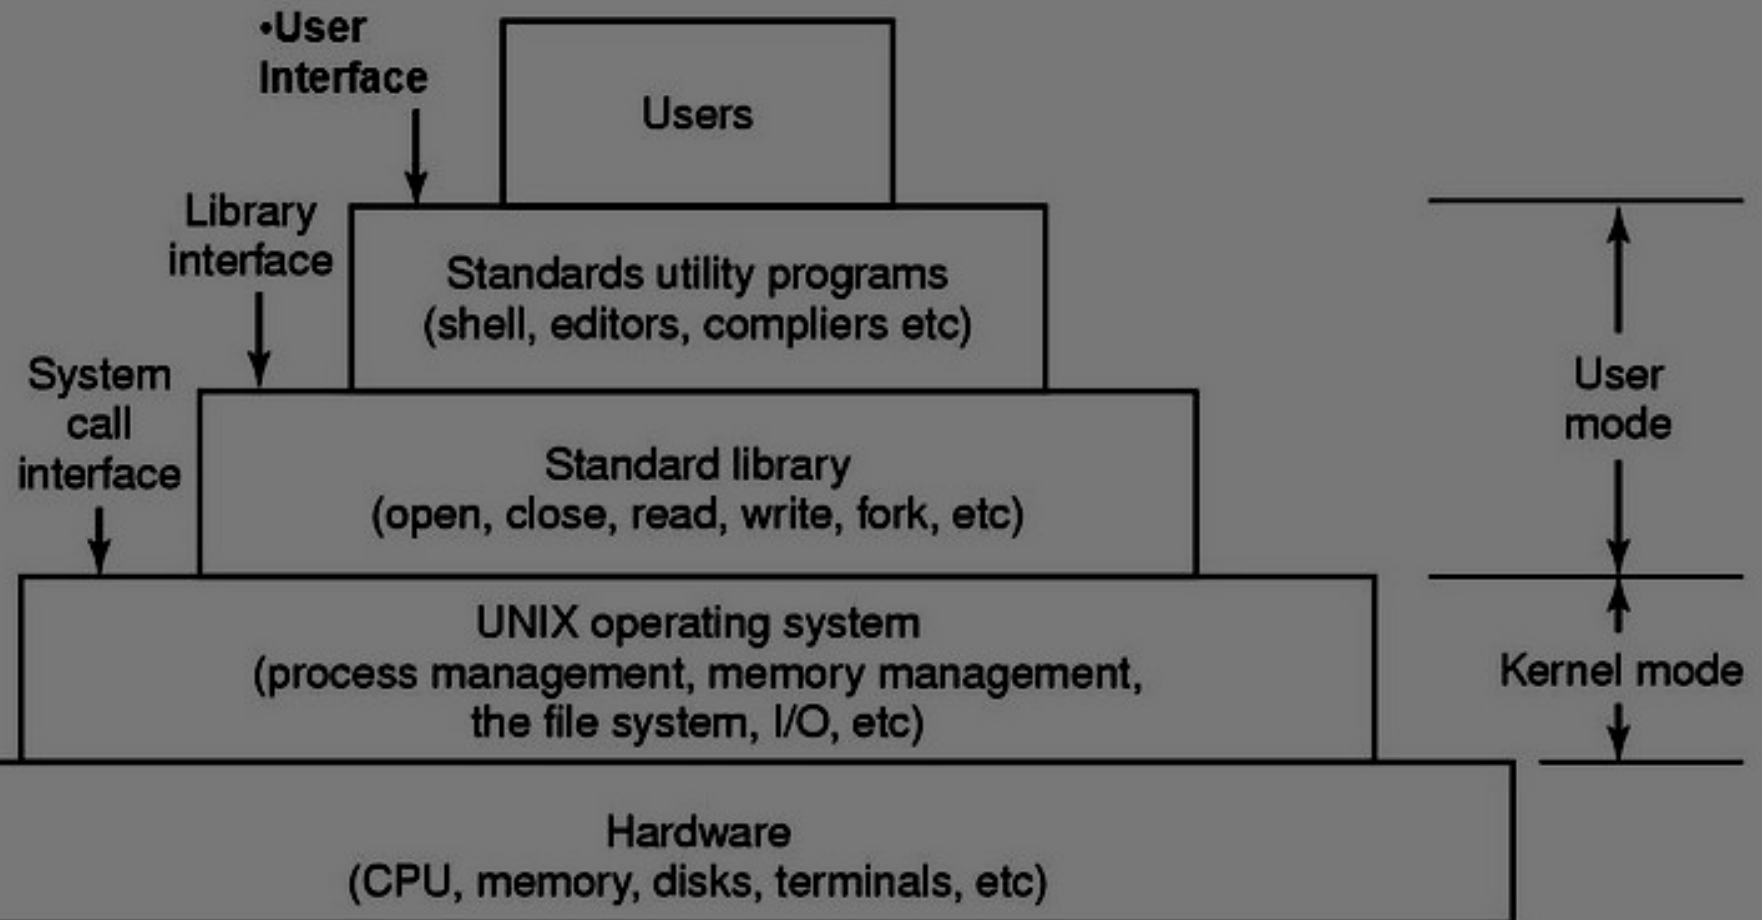 •User
Interface
Users
Library
interface
Standards utility programs
(shell, editors, compliers etc)
System
call
interface
User
mode
Standard library
(open, close, read, write, fork, etc)
UNIX operating system
(process management, memory management,
the file system, I/O, etc)
Kernel mode
Hardware
(CPU, memory, disks, terminals, etc)